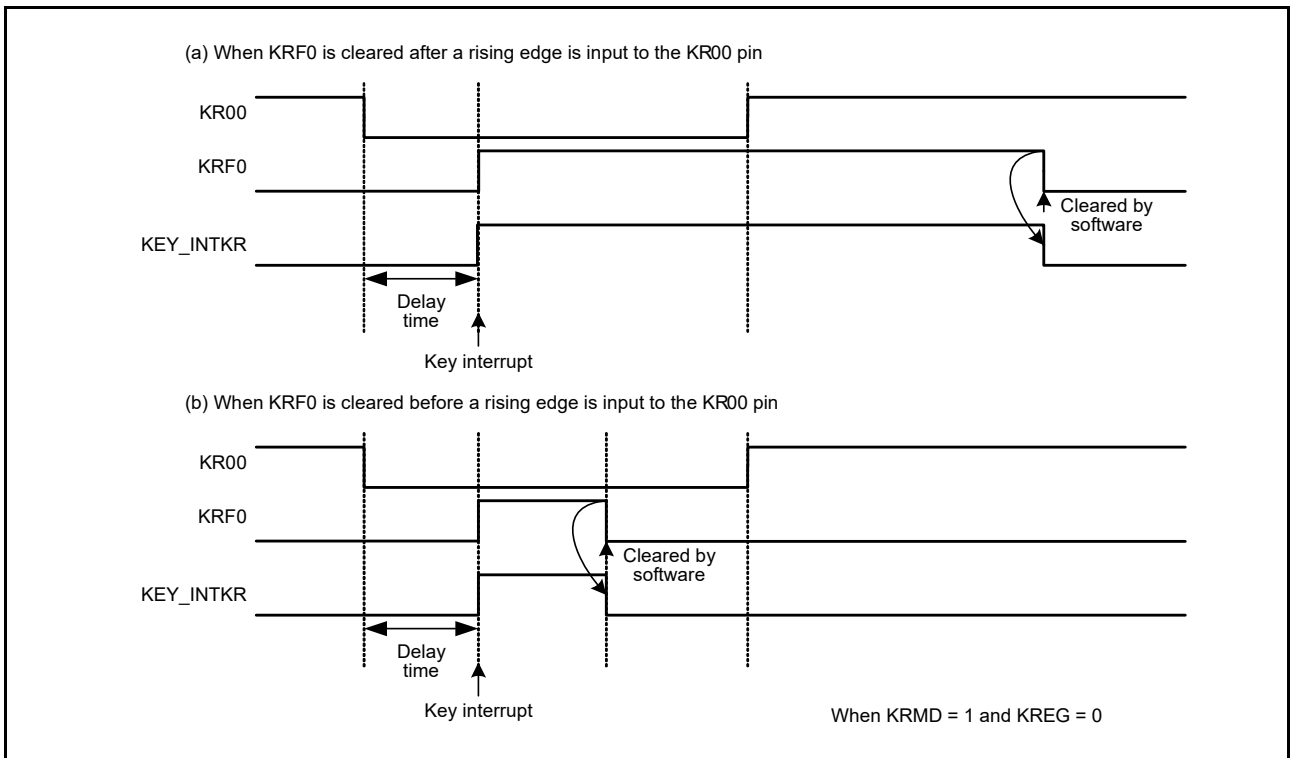 (a) When KRF0 is cleared after a rising edge is input to the KR00 pin
KR00
KRF0
Cleared by
software
KEY_INTKR
Delay
time
Key interrupt
(b) When KRF0 is cleared before a rising edge is input to the KR00 pin
KR00
KRF0
Cleared by
software
KEY_INTKR
Delay
time
Key interrupt
When KRMD = 1 and KREG = 0